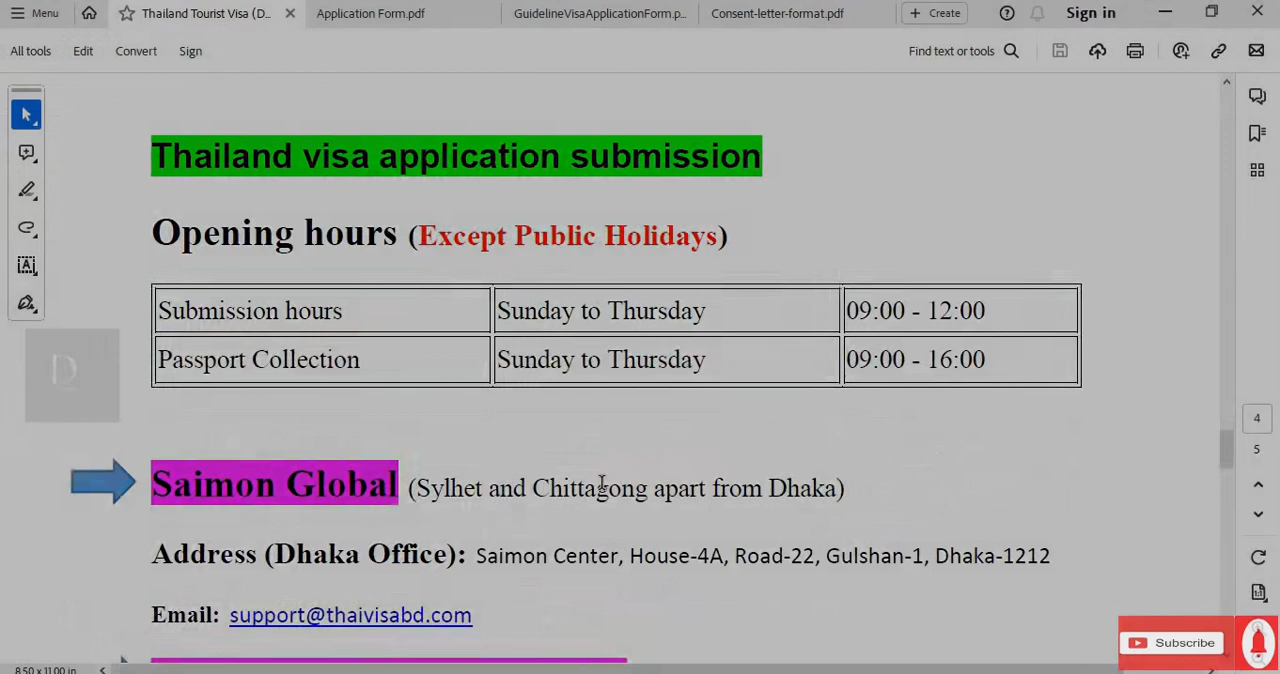 Menu
Thailand Tourist Visa (D...
Application Form.pdf
GuidelineVisaApplicationForm.p...
Consent-letter-format.pdf
Create
Sign in
All tools
Edit
Convert
Sign
Find text or tools
Thailand visa application submission
Opening hours (Except Public Holidays)
Submission hours Sunday to Thursday 09:00 - 12:00
Passport Collection Sunday to Thursday 09:00 - 16:00
D
4
5
Saimon Global (Sylhet and Chittagong apart from Dhaka)
Address (Dhaka Office): Saimon Center, House-4A, Road-22, Gulshan-1, Dhaka-1212
Email: support@thaivisabd.com
Subscribe
8.50 x 11.00 in